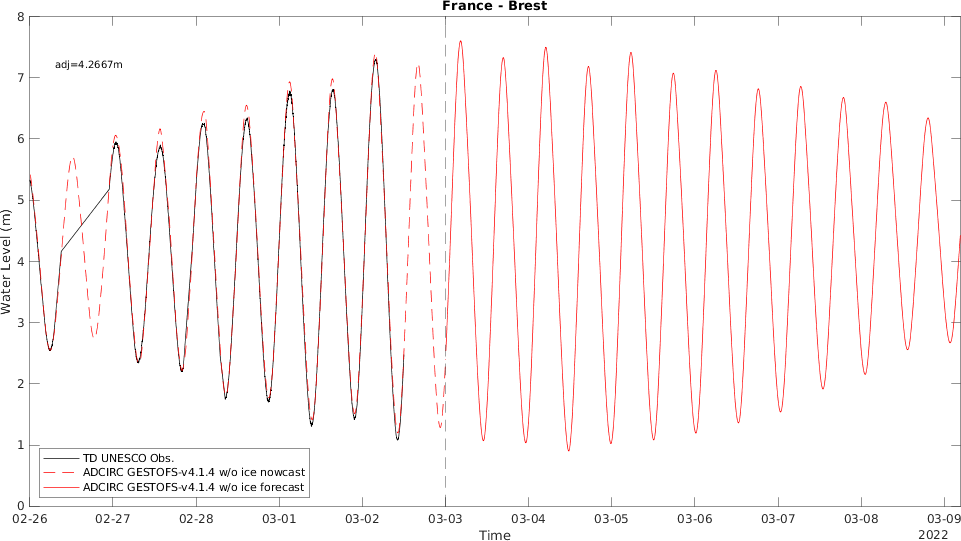 France - Brest
adj=4.2667m
Water Level (m)
8
7
6
5
4
3
2
1
0
TD UNESCO Obs.
ADCIRC GESTOFS-v4.1.4 w/o ice nowcast
ADCIRC GESTOFS-v4.1.4 w/o ice forecast
02-26 02-27 02-28 03-01 03-02 03-03 03-04 03-05 03-06 03-07 03-08 03-09
Time
2022